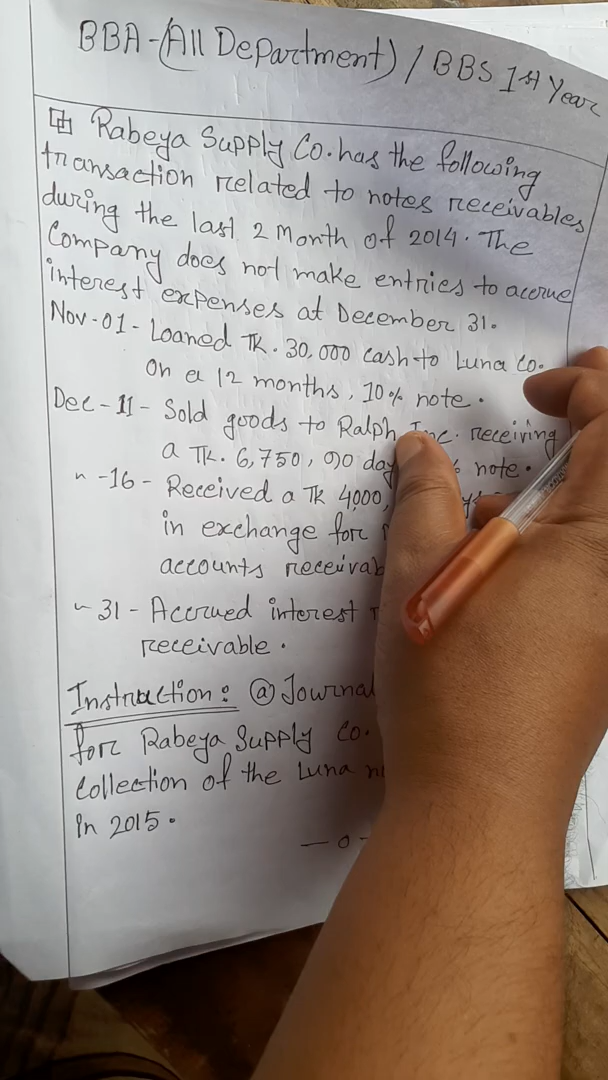 BBA-(All Department) / BBS 1st Year
Rabeya Supply Co. has the following
transaction related to notes receivables
during the last 2 Month of 2014. The
Company does not make entries to accrue
interest expenses at December 31.
Nov-01- Loaned TK. 30,000 cash to Luna Co.
on a 12 months, 10% note.
Dec-11- Sold goods to Ralph Inc. receiving
a TK. 6,750, 90 day % note.
" -16- Received a TK 4000,
in exchange for
accounts receivab
" 31- Accrued interest
receivable.
Instruction: (a) Journal
for Rabeya Supply Co.
Collection of the Luna
in 2015.
— 0 -